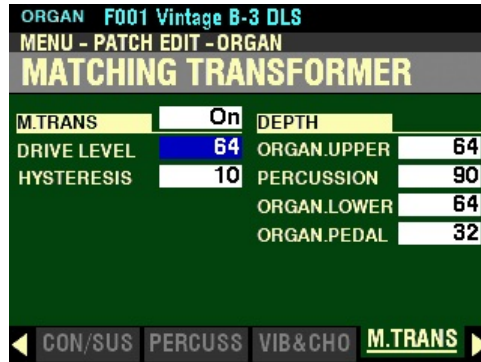 ORGAN F001 Vintage B-3 DLS
MENU - PATCH EDIT - ORGAN
MATCHING TRANSFORMER
M.TRANS On DEPTH
DRIVE LEVEL 64 ORGAN.UPPER 64
HYSTERESIS 10 PERCUSSION 90
ORGAN.LOWER 64
ORGAN.PEDAL 32
CON/SUS PERCUSS VIB&CHO M.TRANS